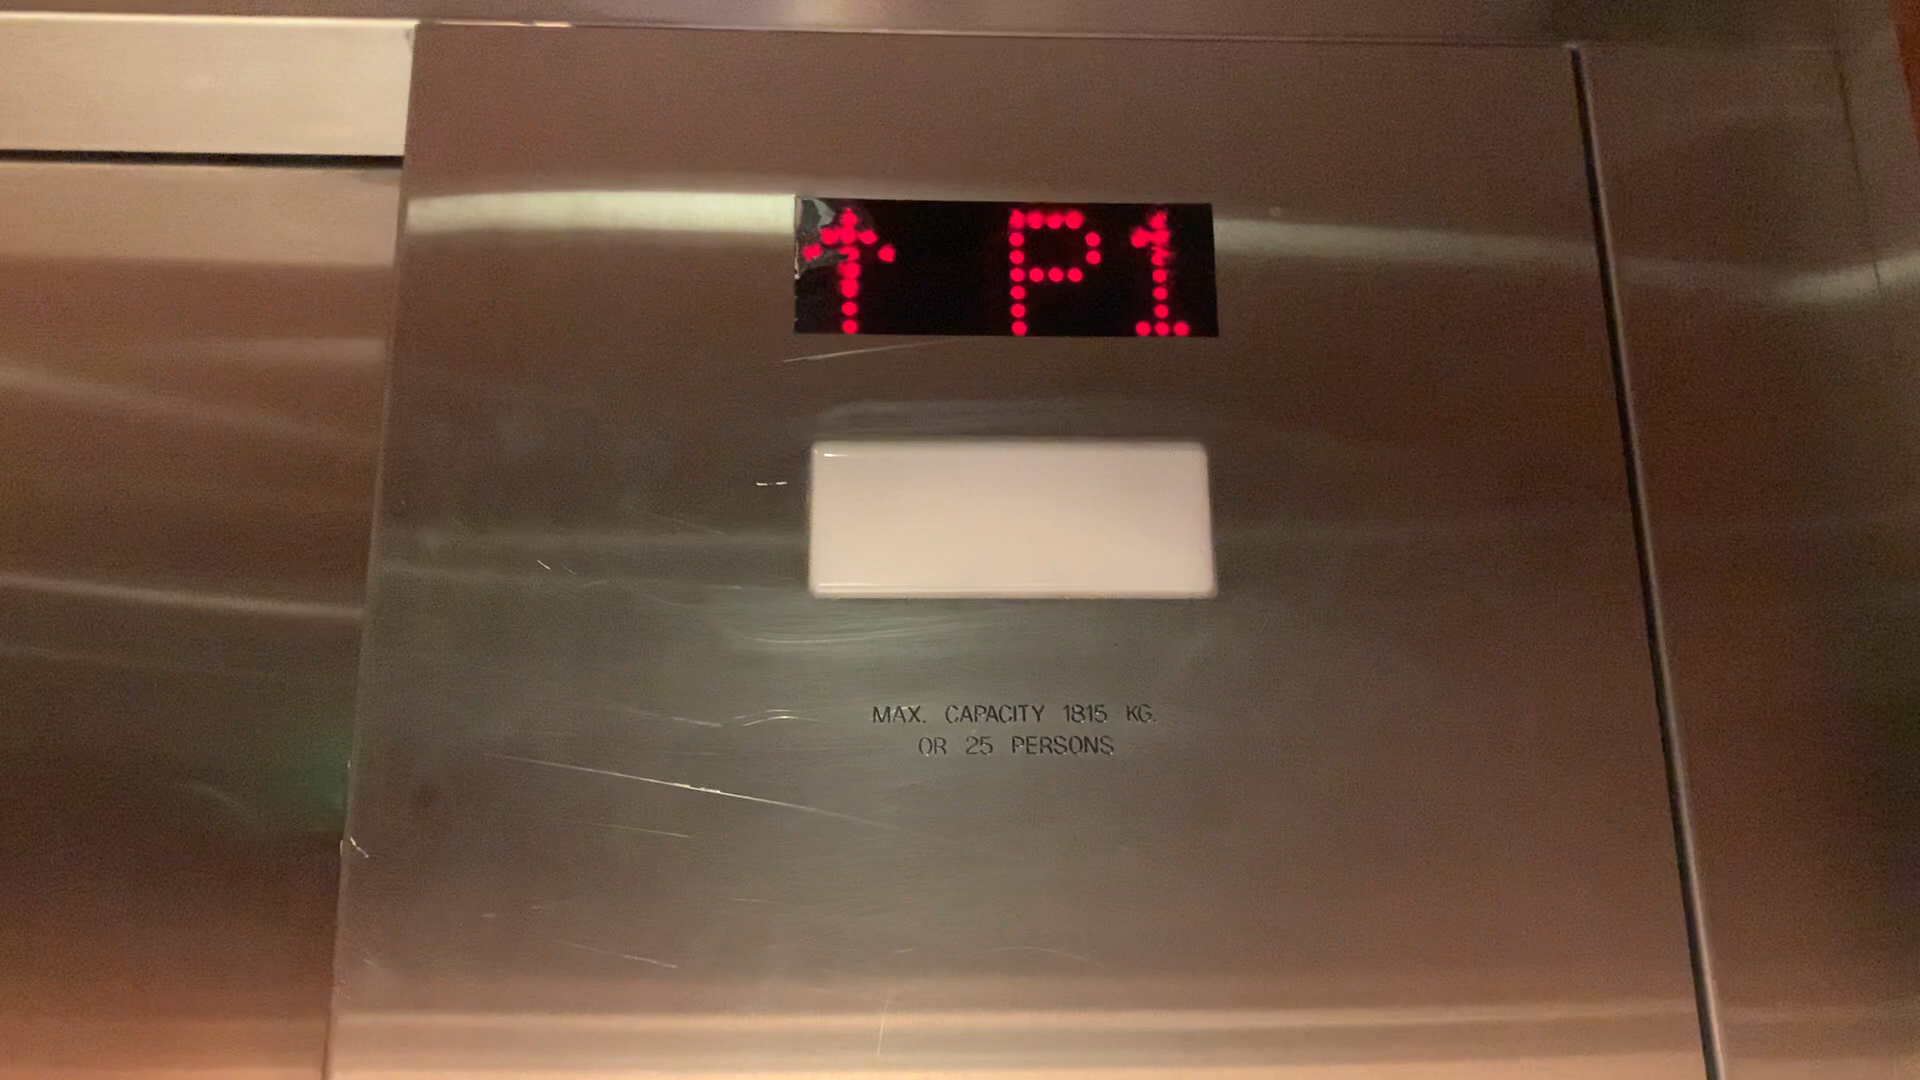 ↑ P1
MAX. CAPACITY 1815 KG.
OR 25 PERSONS